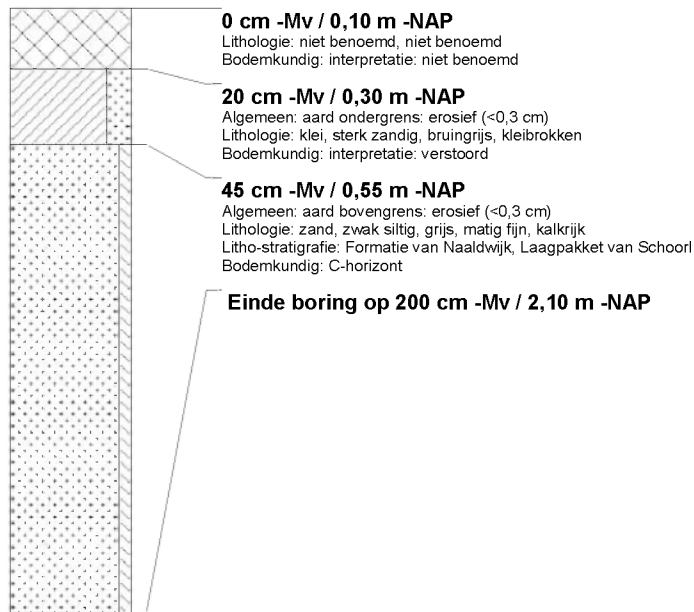 0 cm -Mv / 0,10 m -NAP
Lithologie: niet benoemd, niet benoemd
Bodemkundig: interpretatie: niet benoemd
20 cm -Mv / 0,30 m -NAP
Algemeen: aard ondergrens: erosief (<0,3 cm)
Lithologie: klei, sterk zandig, bruingrijs, kleibrokken
Bodemkundig: interpretatie: verstoord
45 cm -Mv / 0,55 m -NAP
Algemeen: aard bovengrens: erosief (<0,3 cm)
Lithologie: zand, zwak siltig, grijs, matig fijn, kalkrijk
Litho-stratigrafie: Formatie van Naaldwijk, Laagpakket van Schoorl
Bodemkundig: C-horizont
Einde boring op 200 cm -Mv / 2,10 m -NAP